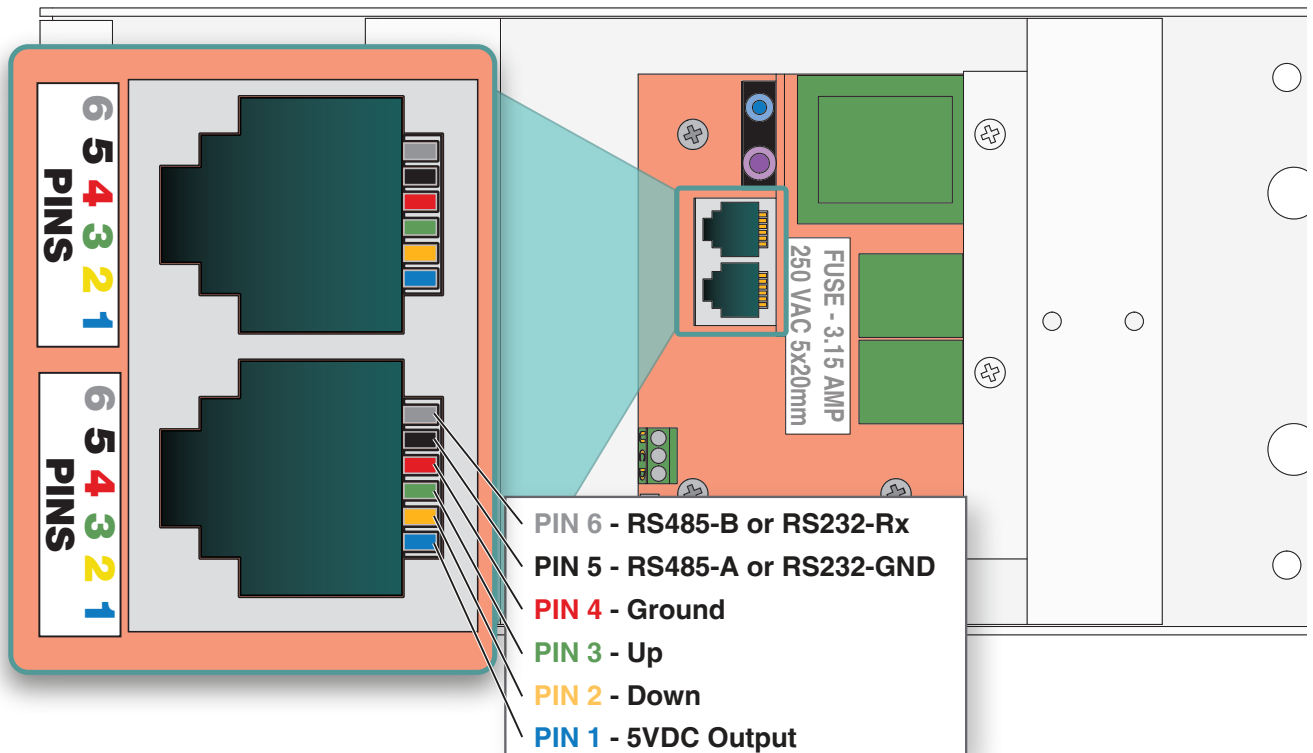 6 5 4 3 2 1
PINS
6 5 4 3 2 1
PINS
FUSE - 3.15 AMP
250 VAC 5x20mm
PIN 6 - RS485-B or RS232-Rx
PIN 5 - RS485-A or RS232-GND
PIN 4 - Ground
PIN 3 - Up
PIN 2 - Down
PIN 1 - 5VDC Output